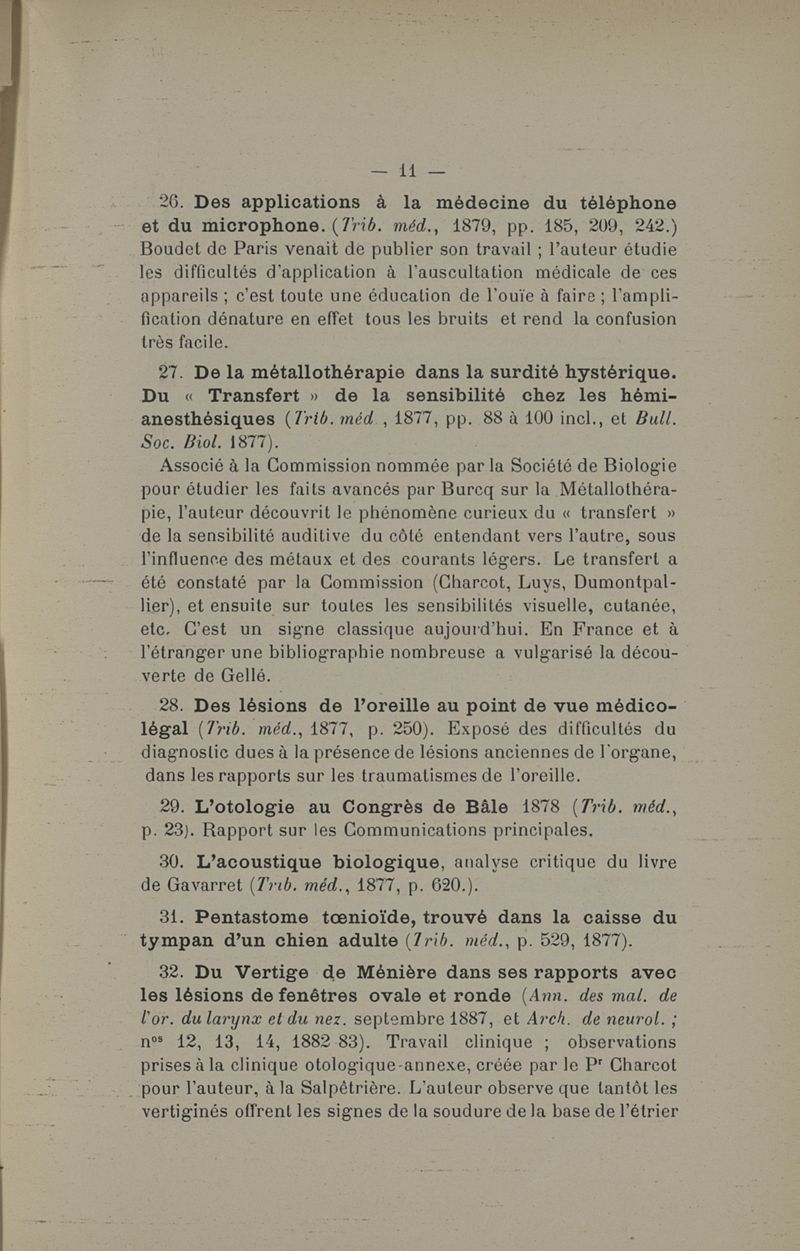 — 11 —
26. Des applications à la médecine du téléphone
et du microphone. (Trib. méd., 1879, pp. 185, 209, 242.)
Boudet de Paris venait de publier son travail ; l'auteur étudie
les difficultés d'application à l'auscultation médicale de ces
appareils ; c'est toute une éducation de l'ouïe à faire ; l'ampli-
fication dénature en effet tous les bruits et rend la confusion
très facile.
27. De la métallothérapie dans la surdité hystérique.
Du « Transfert » de la sensibilité chez les hémi-
anesthésiques (Trib. méd , 1877, pp. 88 à 100 incl., et Bull.
Soc. Biol. 1877).
Associé à la Commission nommée par la Société de Biologie
pour étudier les faits avancés par Burcq sur la Métallothéra-
pie, l'auteur découvrit le phénomène curieux du « transfert »
de la sensibilité auditive du côté entendant vers l'autre, sous
l'influence des métaux et des courants légers. Le transfert a
été constaté par la Commission (Charcot, Luys, Dumontpal-
lier), et ensuite sur toutes les sensibilités visuelle, cutanée,
etc. C'est un signe classique aujourd'hui. En France et à
l'étranger une bibliographie nombreuse a vulgarisé la décou-
verte de Gellé.
28. Des lésions de l'oreille au point de vue médico-
légal (Trib. méd., 1877, p. 250). Exposé des difficultés du
diagnostic dues à la présence de lésions anciennes de l'organe,
dans les rapports sur les traumatismes de l'oreille.
29. L'otologie au Congrès de Bâle 1878 (Trib. méd.,
p. 23). Rapport sur les Communications principales.
30. L'acoustique biologique, analyse critique du livre
de Gavarret (Trib. méd., 1877, p. 620.).
31. Pentastome tœnioïde, trouvé dans la caisse du
tympan d'un chien adulte (Trib. méd., p. 529, 1877).
32. Du Vertige de Ménière dans ses rapports avec
les lésions de fenêtres ovale et ronde (Ann. des mal. de
l'or. du larynx et du nez. septembre 1887, et Arch. de neurol. ;
nos 12, 13, 14, 1882 83). Travail clinique ; observations
prises à la clinique otologique-annexe, créée par le Pr Charcot
pour l'auteur, à la Salpêtrière. L'auteur observe que tantôt les
vertiginés offrent les signes de la soudure de la base de l'étrier